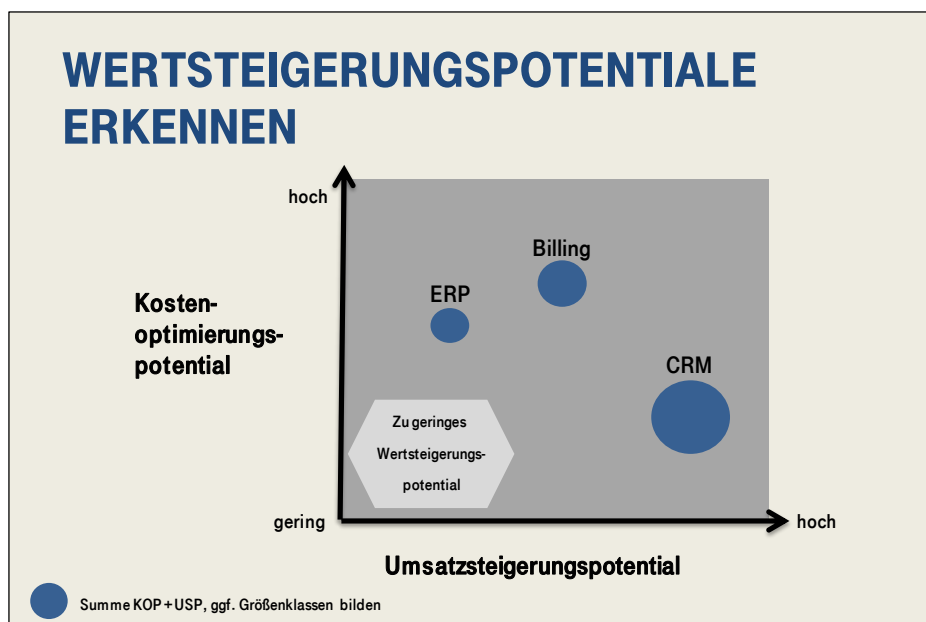 WERTSTEIGERUNGSPOTENTIALE
ERKENNEN
hoch
Billing
ERP
Kosten-
optimierungs-
potential
CRM
Zu geringes
Wertsteigerungs-
potential
gering
hoch
Umsatzsteigerungspotential
Summe KOP+USP, ggf. Größenklassen bilden